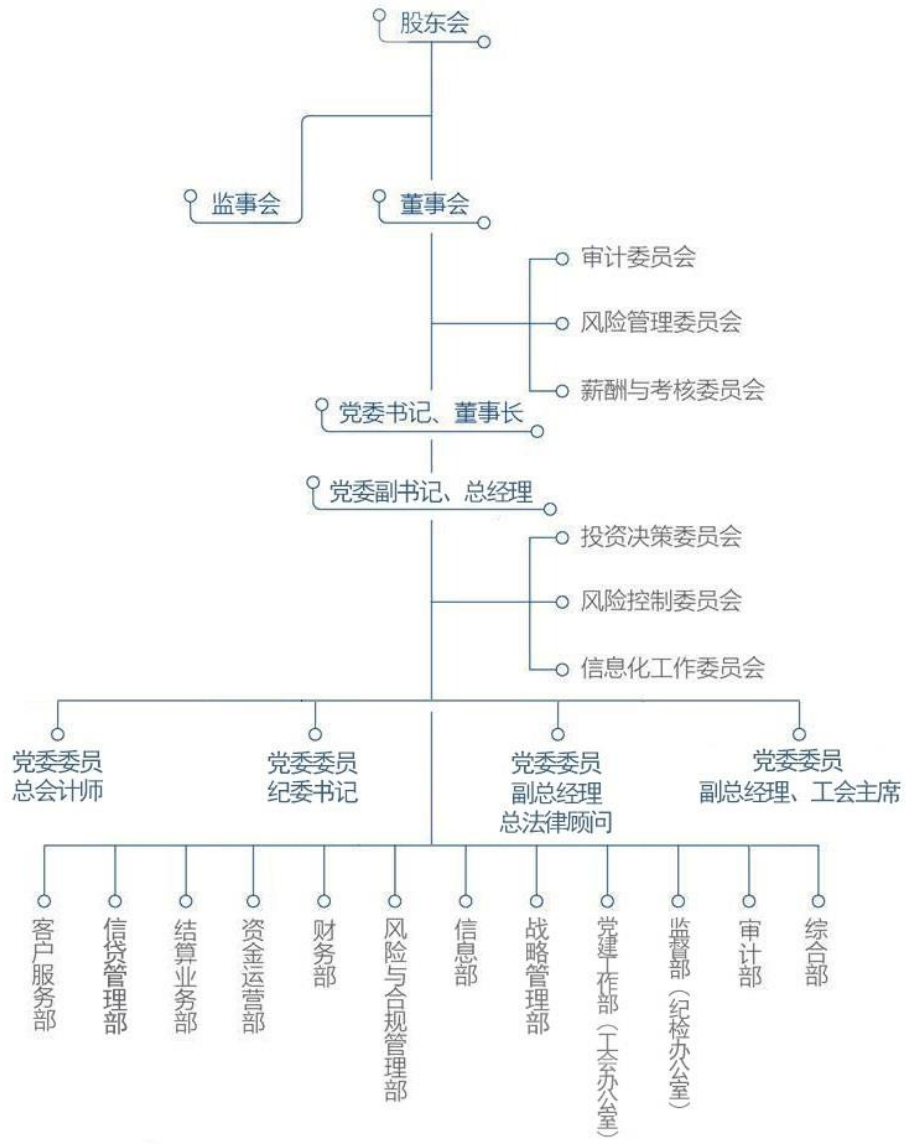 股东会
监事会
董事会
审计委员会
风险管理委员会
薪酬与考核委员会
党委书记、董事长
党委副书记、总经理
投资决策委员会
风险控制委员会
信息化工作委员会
党委委员
总会计师
党委委员
纪委书记
党委委员
副总经理
总法律顾问
党委委员
副总经理、工会主席
客户服务部
信贷管理部
结算业务部
资金运营部
财务部
风险与合规管理部
信息部
战略管理部
党建工作部（工会办公室）
监督部（纪检办公室）
审计部
综合部